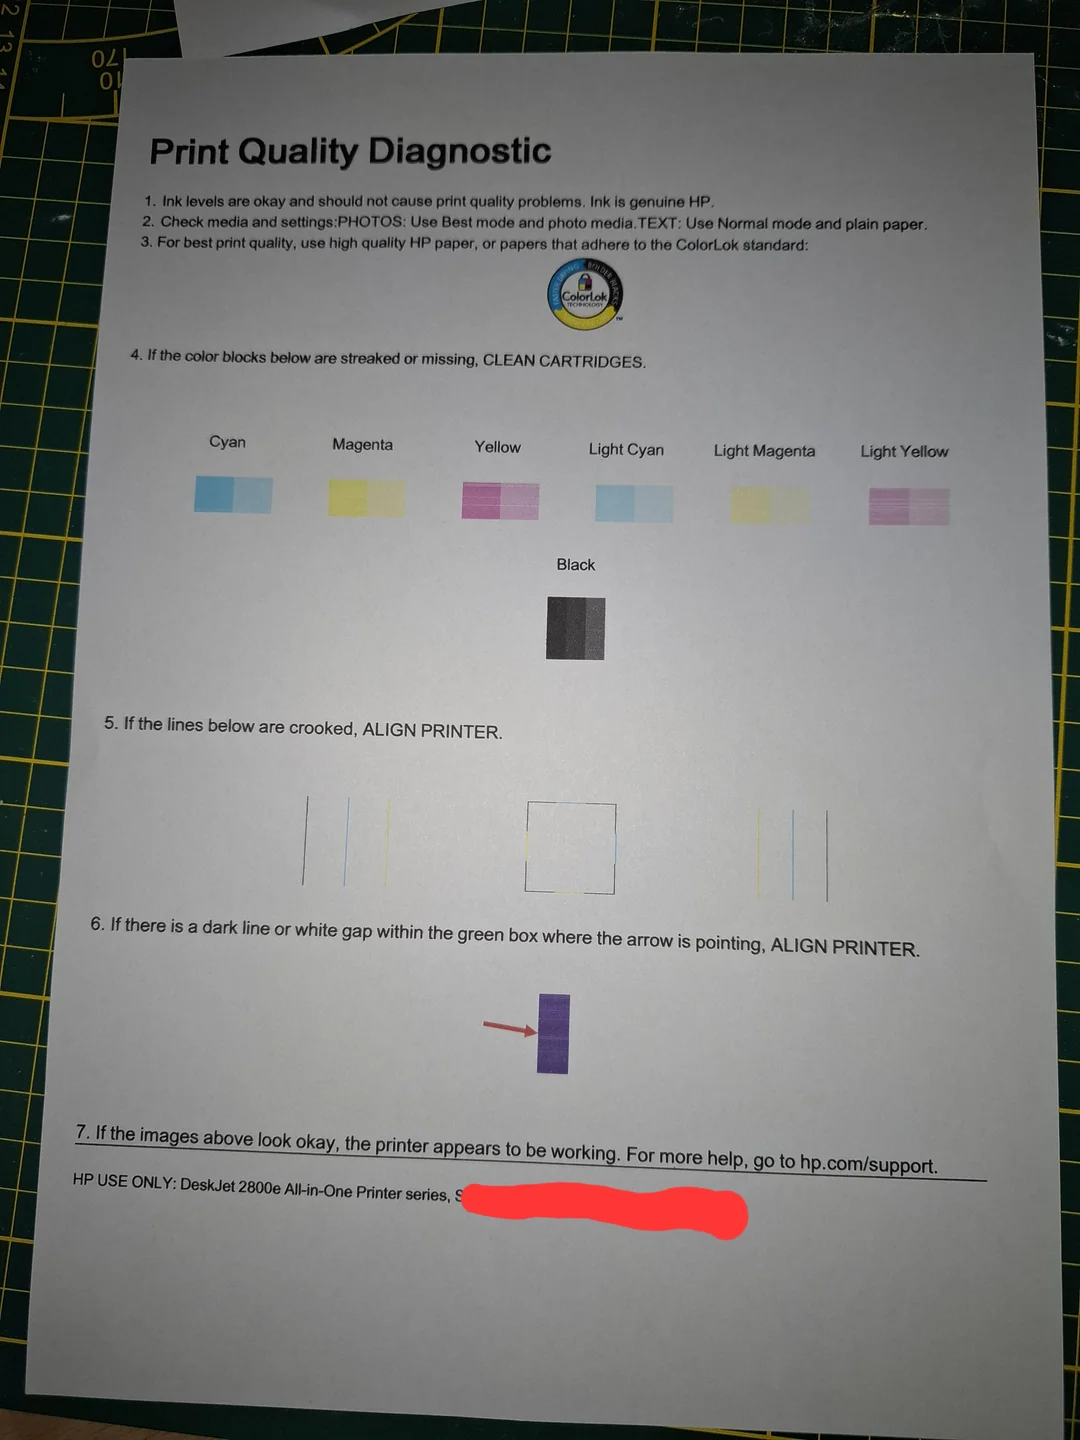 70
10
Print Quality Diagnostic
1. Ink levels are okay and should not cause print quality problems. Ink is genuine HP.
2. Check media and settings:PHOTOS: Use Best mode and photo media.TEXT: Use Normal mode and plain paper.
3. For best print quality, use high quality HP paper, or papers that adhere to the ColorLok standard:
BOLDER BLACKS
ColorLok
TECHNOLOGY
TM
4. If the color blocks below are streaked or missing, CLEAN CARTRIDGES.
Cyan Magenta Yellow Light Cyan Light Magenta Light Yellow
Black
5. If the lines below are crooked, ALIGN PRINTER.
6. If there is a dark line or white gap within the green box where the arrow is pointing, ALIGN PRINTER.
7. If the images above look okay, the printer appears to be working. For more help, go to hp.com/support.
HP USE ONLY: DeskJet 2800e All-in-One Printer series, S